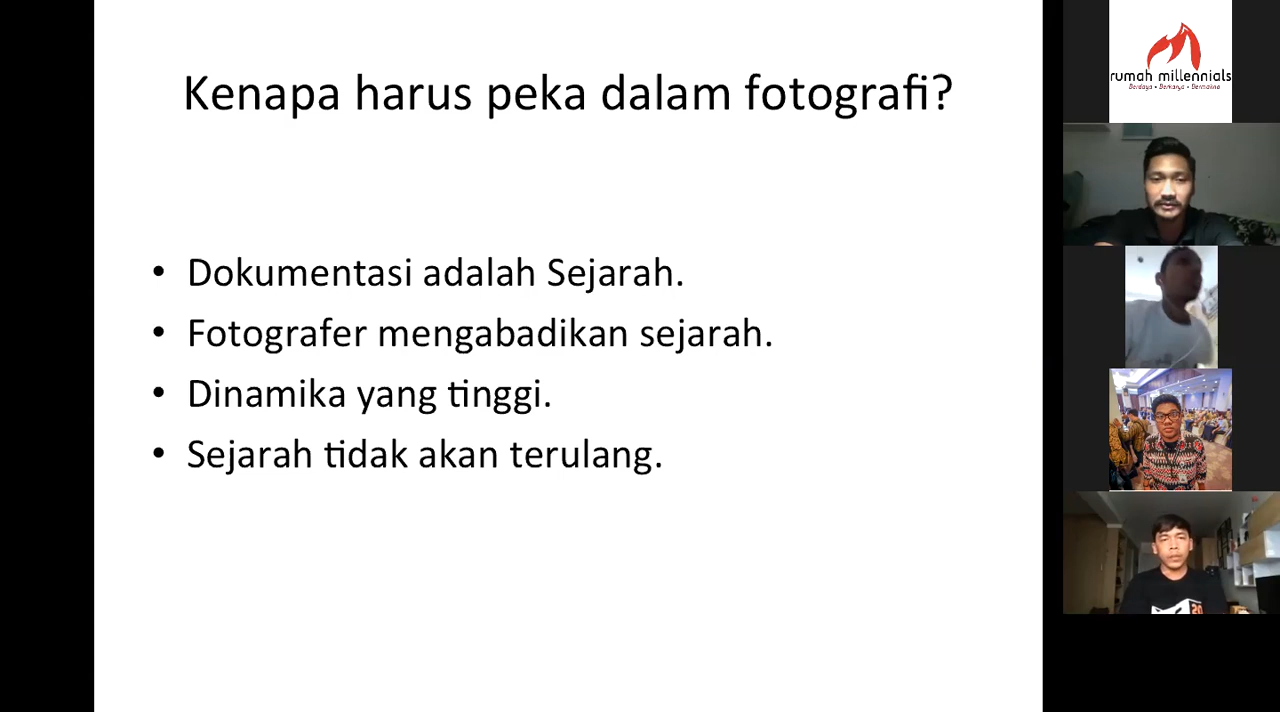 Kenapa harus peka dalam fotografi?
• Dokumentasi adalah Sejarah.
• Fotografer mengabadikan sejarah.
• Dinamika yang tinggi.
• Sejarah tidak akan terulang.
rumah millennials
Berdaya • Berkarya • Bermakna
20